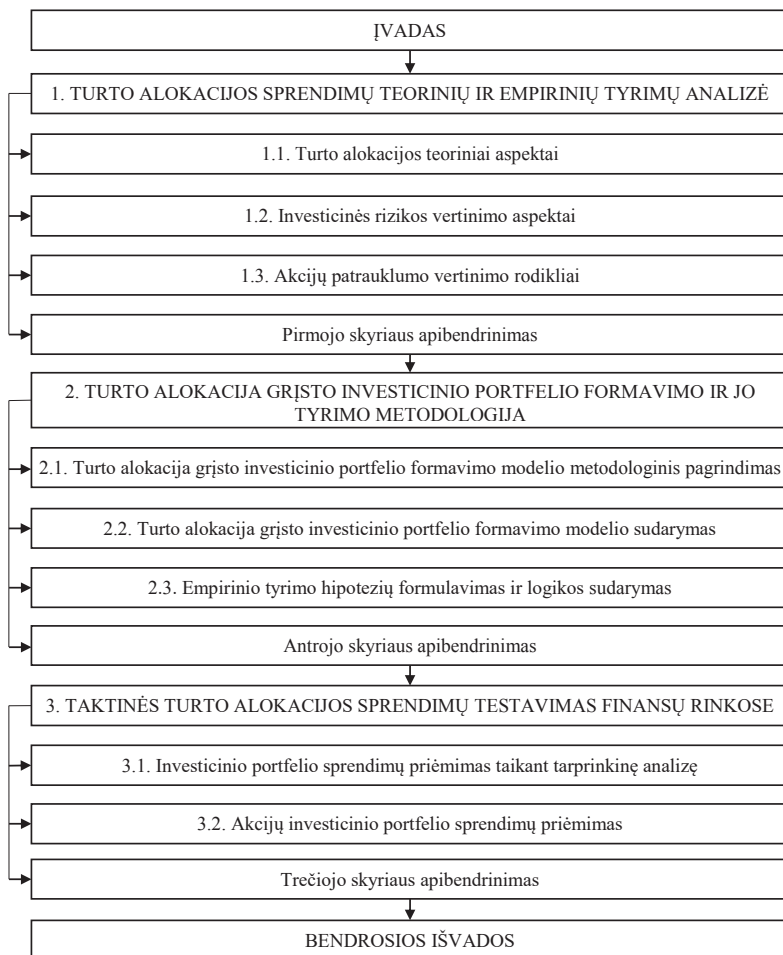 ĮVADAS
1. TURTO ALOKACIJOS SPRENDIMŲ TEORINIŲ IR EMPIRINIŲ TYRIMŲ ANALIZĖ
1.1. Turto alokacijos teoriniai aspektai
1.2. Investicinės rizikos vertinimo aspektai
1.3. Akcijų patrauklumo vertinimo rodikliai
Pirmojo skyriaus apibendrinimas
2. TURTO ALOKACIJA GRĮSTO INVESTICINIO PORTFELIO FORMAVIMO IR JO
TYRIMO METODOLOGIJA
2.1. Turto alokacija grįsto investicinio portfelio formavimo modelio metodologinis pagrindimas
2.2. Turto alokacija grįsto investicinio portfelio formavimo modelio sudarymas
2.3. Empirinio tyrimo hipotezių formulavimas ir logikos sudarymas
Antrojo skyriaus apibendrinimas
3. TAKTINĖS TURTO ALOKACIJOS SPRENDIMŲ TESTAVIMAS FINANSŲ RINKOSE
3.1. Investicinio portfelio sprendimų priėmimas taikant tarprinkinę analizę
3.2. Akcijų investicinio portfelio sprendimų priėmimas
Trečiojo skyriaus apibendrinimas
BENDROSIOS IŠVADOS